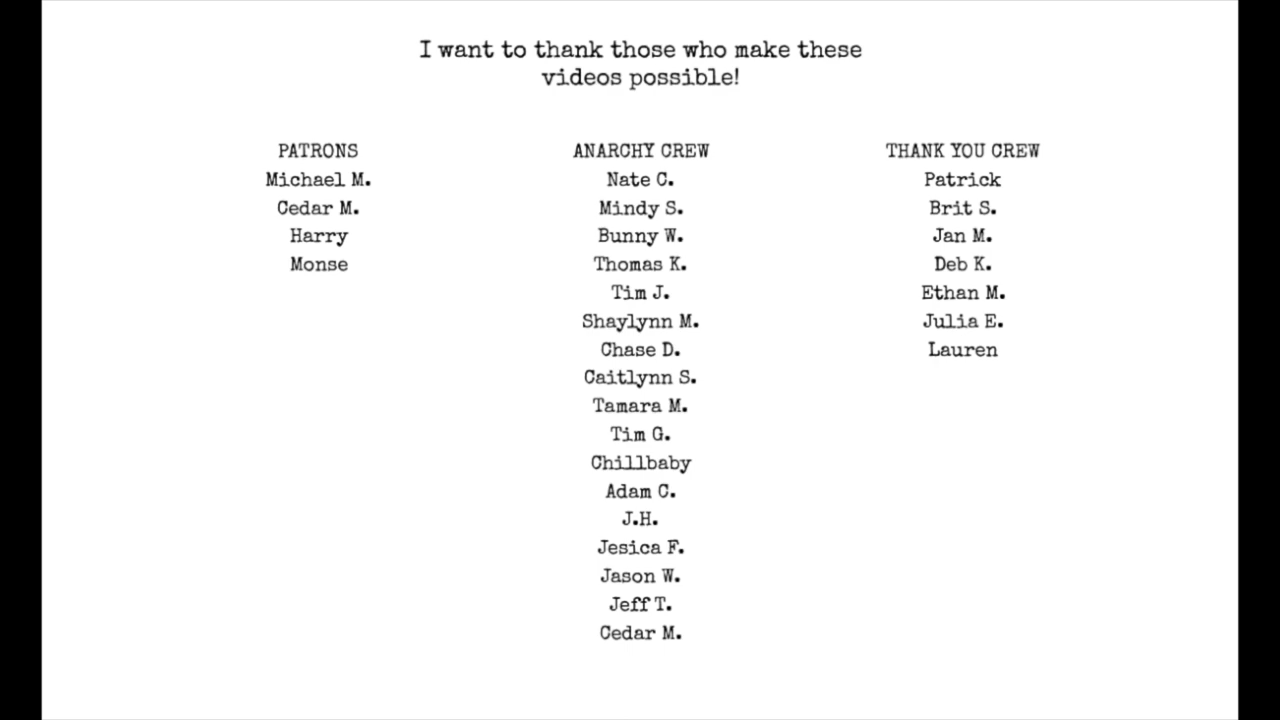 I want to thank those who make these
videos possible!
PATRONS
Michael M.
Cedar M.
Harry
Monse
ANARCHY CREW
Nate C.
Mindy S.
Bunny W.
Thomas K.
Tim J.
Shaylynn M.
Chase D.
Caitlynn S.
Tamara M.
Tim G.
Chillbaby
Adam C.
J.H.
Jesica F.
Jason W.
Jeff T.
Cedar M.
THANK YOU CREW
Patrick
Brit S.
Jan M.
Deb K.
Ethan M.
Julia E.
Lauren